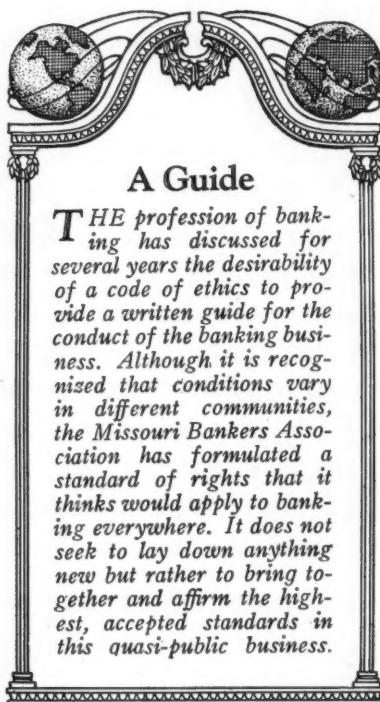 A Guide
THE profession of bank-
ing has discussed for
several years the desirability
of a code of ethics to pro-
vide a written guide for the
conduct of the banking busi-
ness. Although it is recog-
nized that conditions vary
in different communities,
the Missouri Bankers Asso-
ciation has formulated a
standard of rights that it
thinks would apply to bank-
ing everywhere. It does not
seek to lay down anything
new but rather to bring to-
gether and affirm the high-
est, accepted standards in
this quasi-public business.